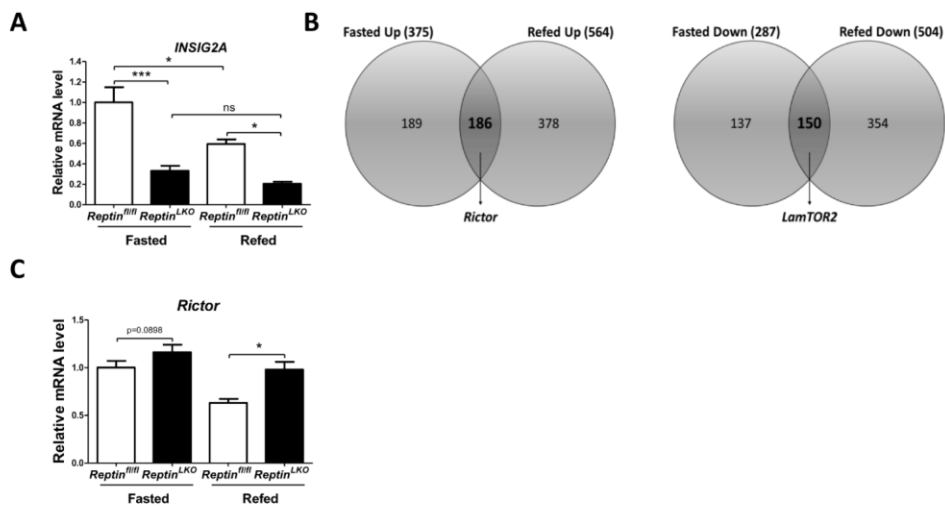 A
INSIG2A
Relative mRNA level
1.4
1.2
1.0
0.8
0.6
0.4
0.2
0.0
*
***
ns
*
Reptin^fl/fl Reptin^LKO Reptin^fl/fl Reptin^LKO
Fasted Refed
B
Fasted Up (375) Refed Up (564)
189 186 378
Rictor
Fasted Down (287) Refed Down (504)
137 150 354
LamTOR2
C
Rictor
Relative mRNA level
1.5
1.0
0.5
0.0
p=0.0898
*
Reptin^fl/fl Reptin^LKO Reptin^fl/fl Reptin^LKO
Fasted Refed